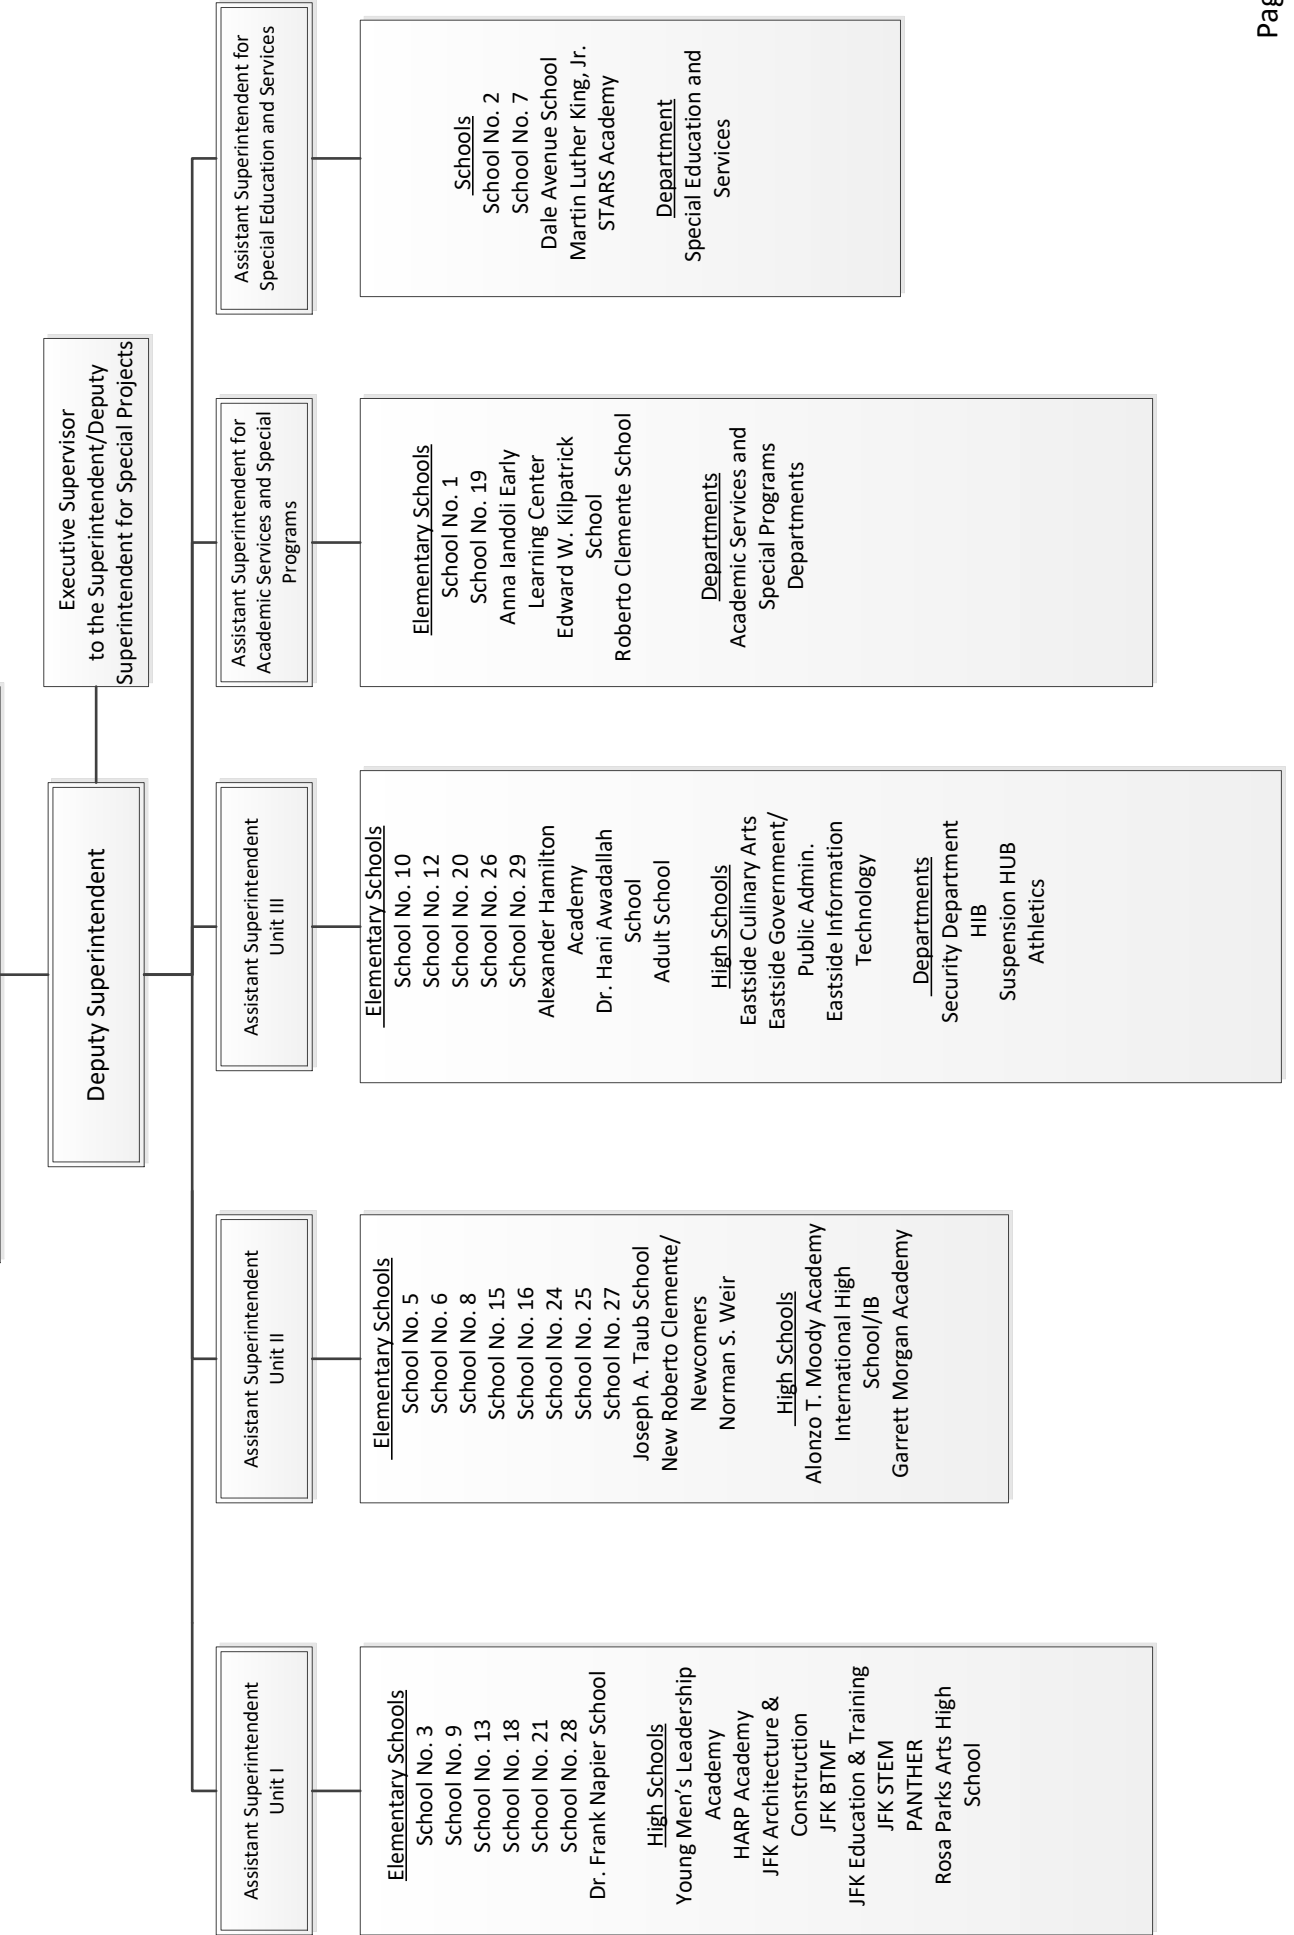 Deputy Superintendent
Executive Supervisor
to the Superintendent/Deputy
Superintendent for Special Projects
Assistant Superintendent
Unit I
Elementary Schools
School No. 3
School No. 9
School No. 13
School No. 18
School No. 21
School No. 28
Dr. Frank Napier School
High Schools
Young Men’s Leadership
Academy
HARP Academy
JFK Architecture &
Construction
JFK BTMF
JFK Education & Training
JFK STEM
PANTHER
Rosa Parks Arts High
School
Assistant Superintendent
Unit II
Elementary Schools
School No. 5
School No. 6
School No. 8
School No. 15
School No. 16
School No. 24
School No. 25
School No. 27
Joseph A. Taub School
New Roberto Clemente/
Newcomers
Norman S. Weir
High Schools
Alonzo T. Moody Academy
International High
School/IB
Garrett Morgan Academy
Assistant Superintendent
Unit III
Elementary Schools
School No. 10
School No. 12
School No. 20
School No. 26
School No. 29
Alexander Hamilton
Academy
Dr. Hani Awadallah
School
Adult School
High Schools
Eastside Culinary Arts
Eastside Government/
Public Admin.
Eastside Information
Technology
Departments
Security Department
HIB
Suspension HUB
Athletics
Assistant Superintendent for
Academic Services and Special
Programs
Elementary Schools
School No. 1
School No. 19
Anna Iandoli Early
Learning Center
Edward W. Kilpatrick
School
Roberto Clemente School
Departments
Academic Services and
Special Programs
Departments
Assistant Superintendent for
Special Education and Services
Schools
School No. 2
School No. 7
Dale Avenue School
Martin Luther King, Jr.
STARS Academy
Department
Special Education and
Services